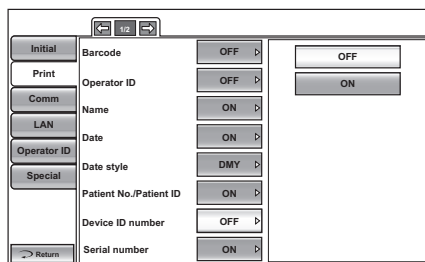 1/2
Initial
Print
Comm
LAN
Operator ID
Special
Return
Barcode OFF
Operator ID OFF
Name ON
Date ON
Date style DMY
Patient No./Patient ID ON
Device ID number OFF
Serial number ON
OFF
ON